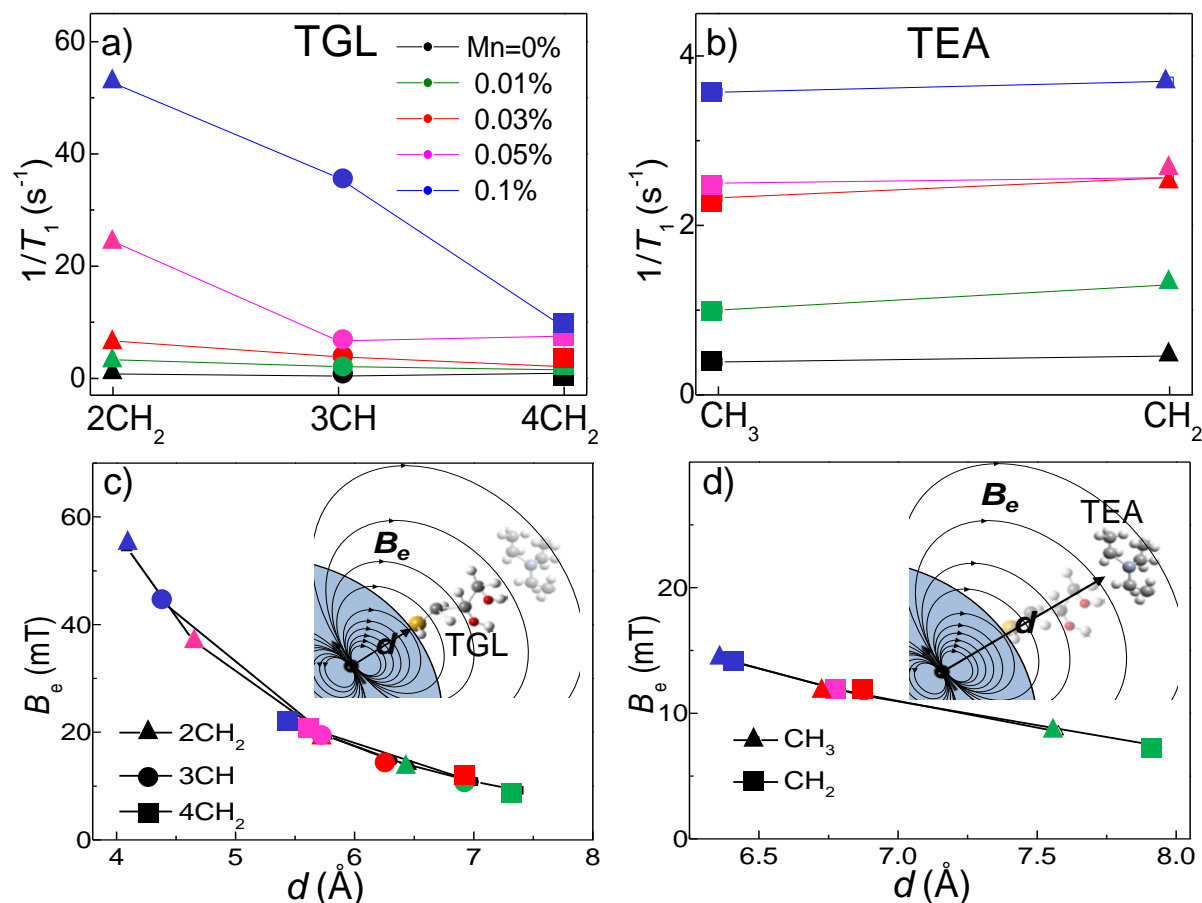 a)
TGL
Mn=0%
0.01%
0.03%
0.05%
0.1%
60
40
20
0
1/T₁ (s⁻¹)
2CH₂
3CH
4CH₂
b)
TEA
4
2
0
1/T₁ (s⁻¹)
CH₃
CH₂
c)
60
40
20
0
Bₑ (mT)
Bₑ
d
TGL
2CH₂
3CH
4CH₂
4
5
6
7
8
d (Å)
d)
20
10
0
Bₑ (mT)
Bₑ
TEA
d
CH₃
CH₂
6.5
7.0
7.5
8.0
d (Å)